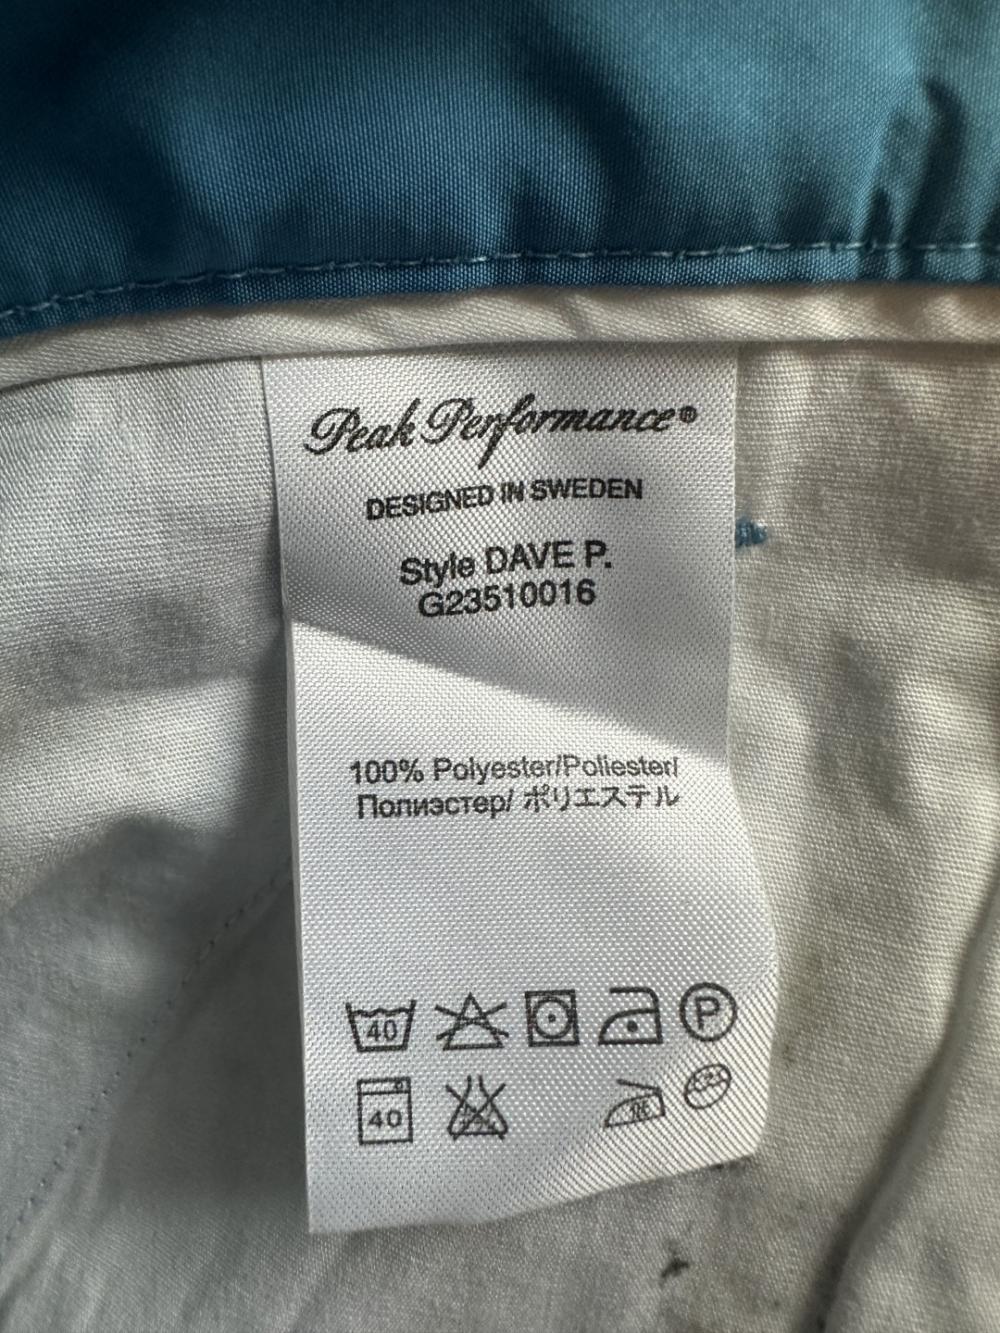 Peak Performance®
DESIGNED IN SWEDEN
Style DAVE P.
G23510016
100% Polyester/Poliester/
Полиэстер/ ポリエステル
40 P
40